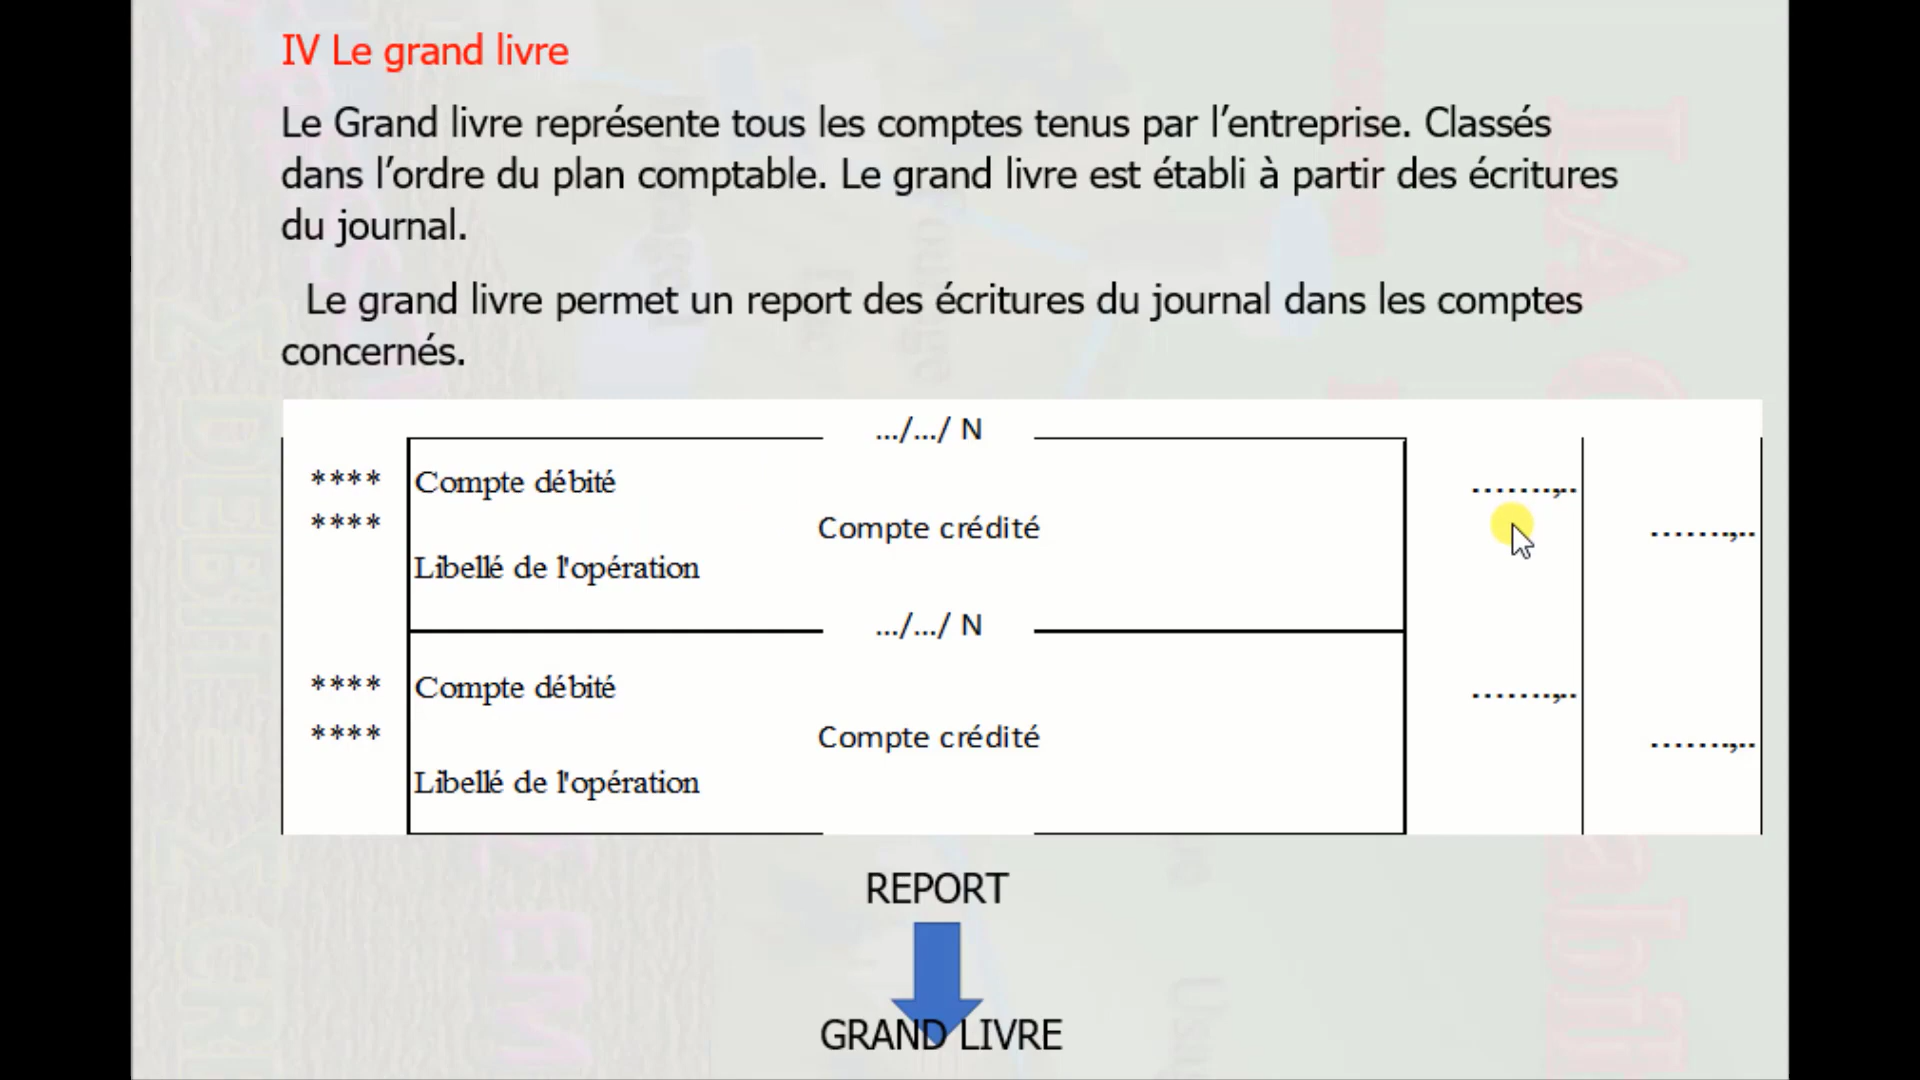 IV Le grand livre
Le Grand livre représente tous les comptes tenus par l’entreprise. Classés
dans l’ordre du plan comptable. Le grand livre est établi à partir des écritures
du journal.
Le grand livre permet un report des écritures du journal dans les comptes
concernés.
.../.../ N
**** Compte débité .......,..
**** Compte crédité .......,..
Libellé de l'opération
.../.../ N
**** Compte débité .......,..
**** Compte crédité .......,..
Libellé de l'opération
REPORT
GRAND LIVRE